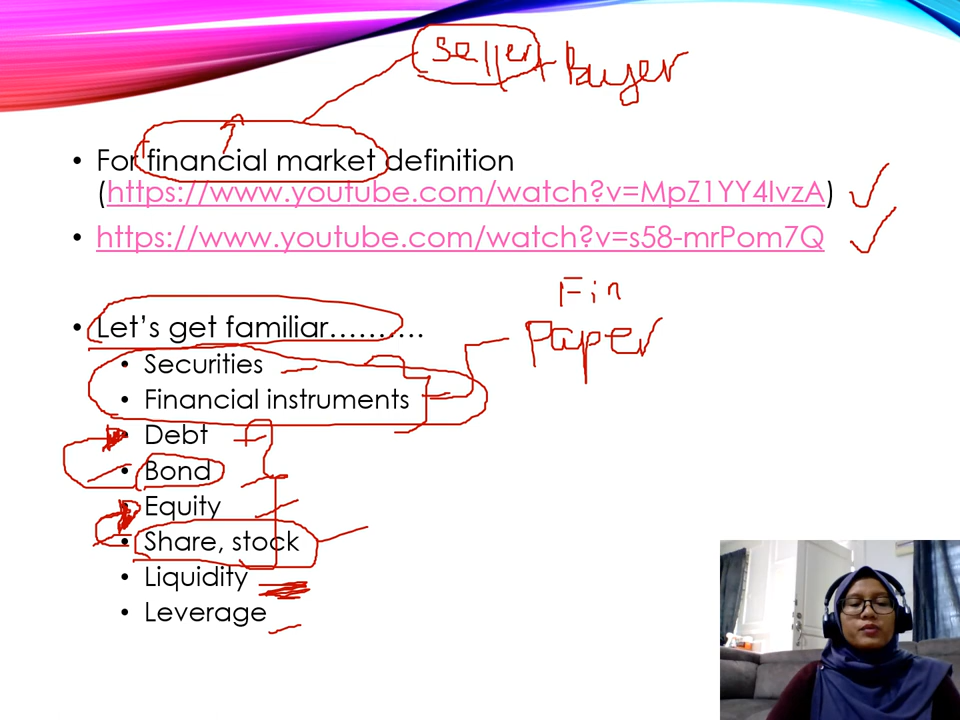 Seller + Buyer
• For financial market definition
(https://www.youtube.com/watch?v=MpZ1YY4lvzA)
• https://www.youtube.com/watch?v=s58-mrPom7Q
Fin
Paper
• Let’s get familiar……….
• Securities
• Financial instruments
• Debt
• Bond
• Equity
• Share, stock
• Liquidity
• Leverage